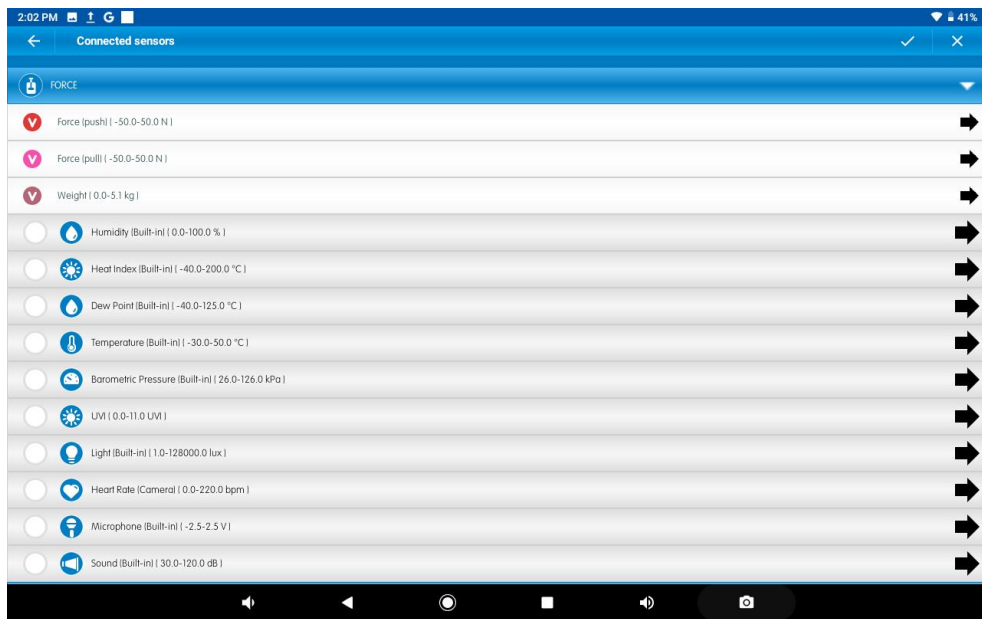 2:02 PM G 41%
Connected sensors
FORCE
V Force (push) ( -50.0-50.0 N )
V Force (pull) ( -50.0-50.0 N )
V Weight ( 0.0-5.1 kg )
Humidity (Built-in) ( 0.0-100.0 % )
Heat Index (Built-in) ( -40.0-200.0 °C )
Dew Point (Built-in) ( -40.0-125.0 °C )
Temperature (Built-in) ( -30.0-50.0 °C )
Barometric Pressure (Built-in) ( 26.0-126.0 kPa )
UVI ( 0.0-11.0 UVI )
Light (Built-in) ( 1.0-128000.0 lux )
Heart Rate (Camera) ( 0.0-220.0 bpm )
Microphone (Built-in) ( -2.5-2.5 V )
Sound (Built-in) ( 30.0-120.0 dB )